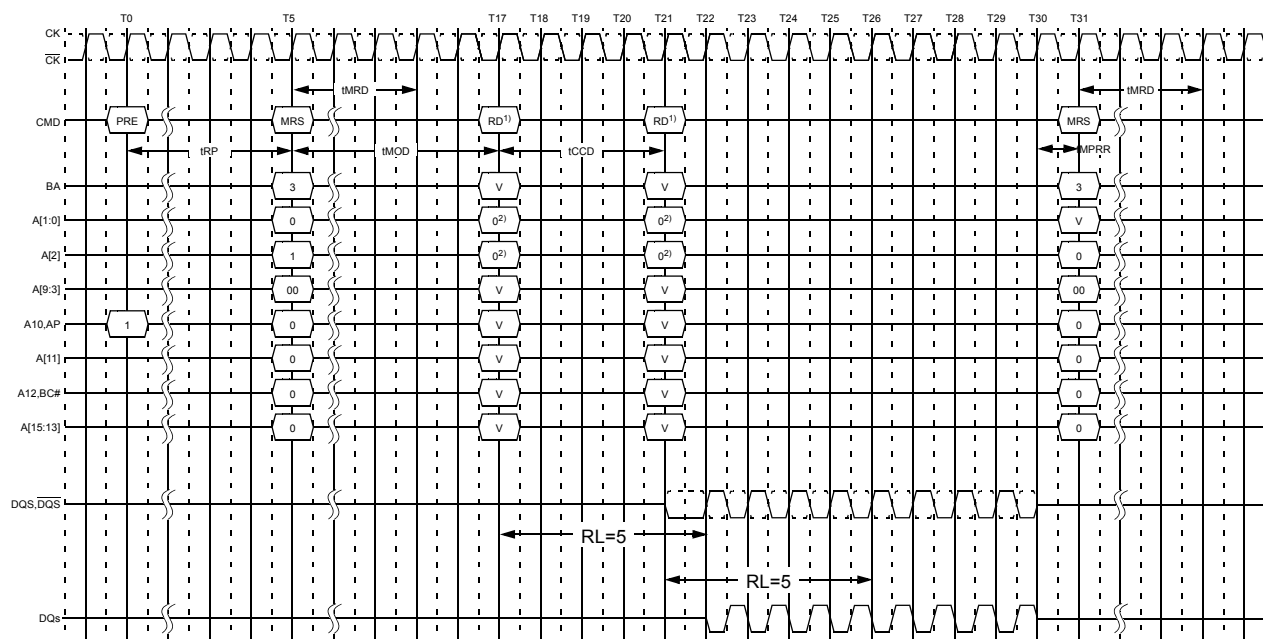 T0 T5 T17 T18 T19 T20 T21 T22 T23 T24 T25 T26 T27 T28 T29 T30 T31
CK
CK
tMRD tMRD
CMD PRE MRS RD1) RD1) MRS
tRP tMOD tCCD MPRR
BA 3 V V 3
A[1:0] 0 02) 02) V
A[2] 1 02) 02) 0
A[9:3] 00 V V 00
A10,AP 1 0 V V 0
A[11] 0 V V 0
A12,BC# 0 V V 0
A[15:13] 0 V V 0
DQS,DQS
RL=5
RL=5
DQs